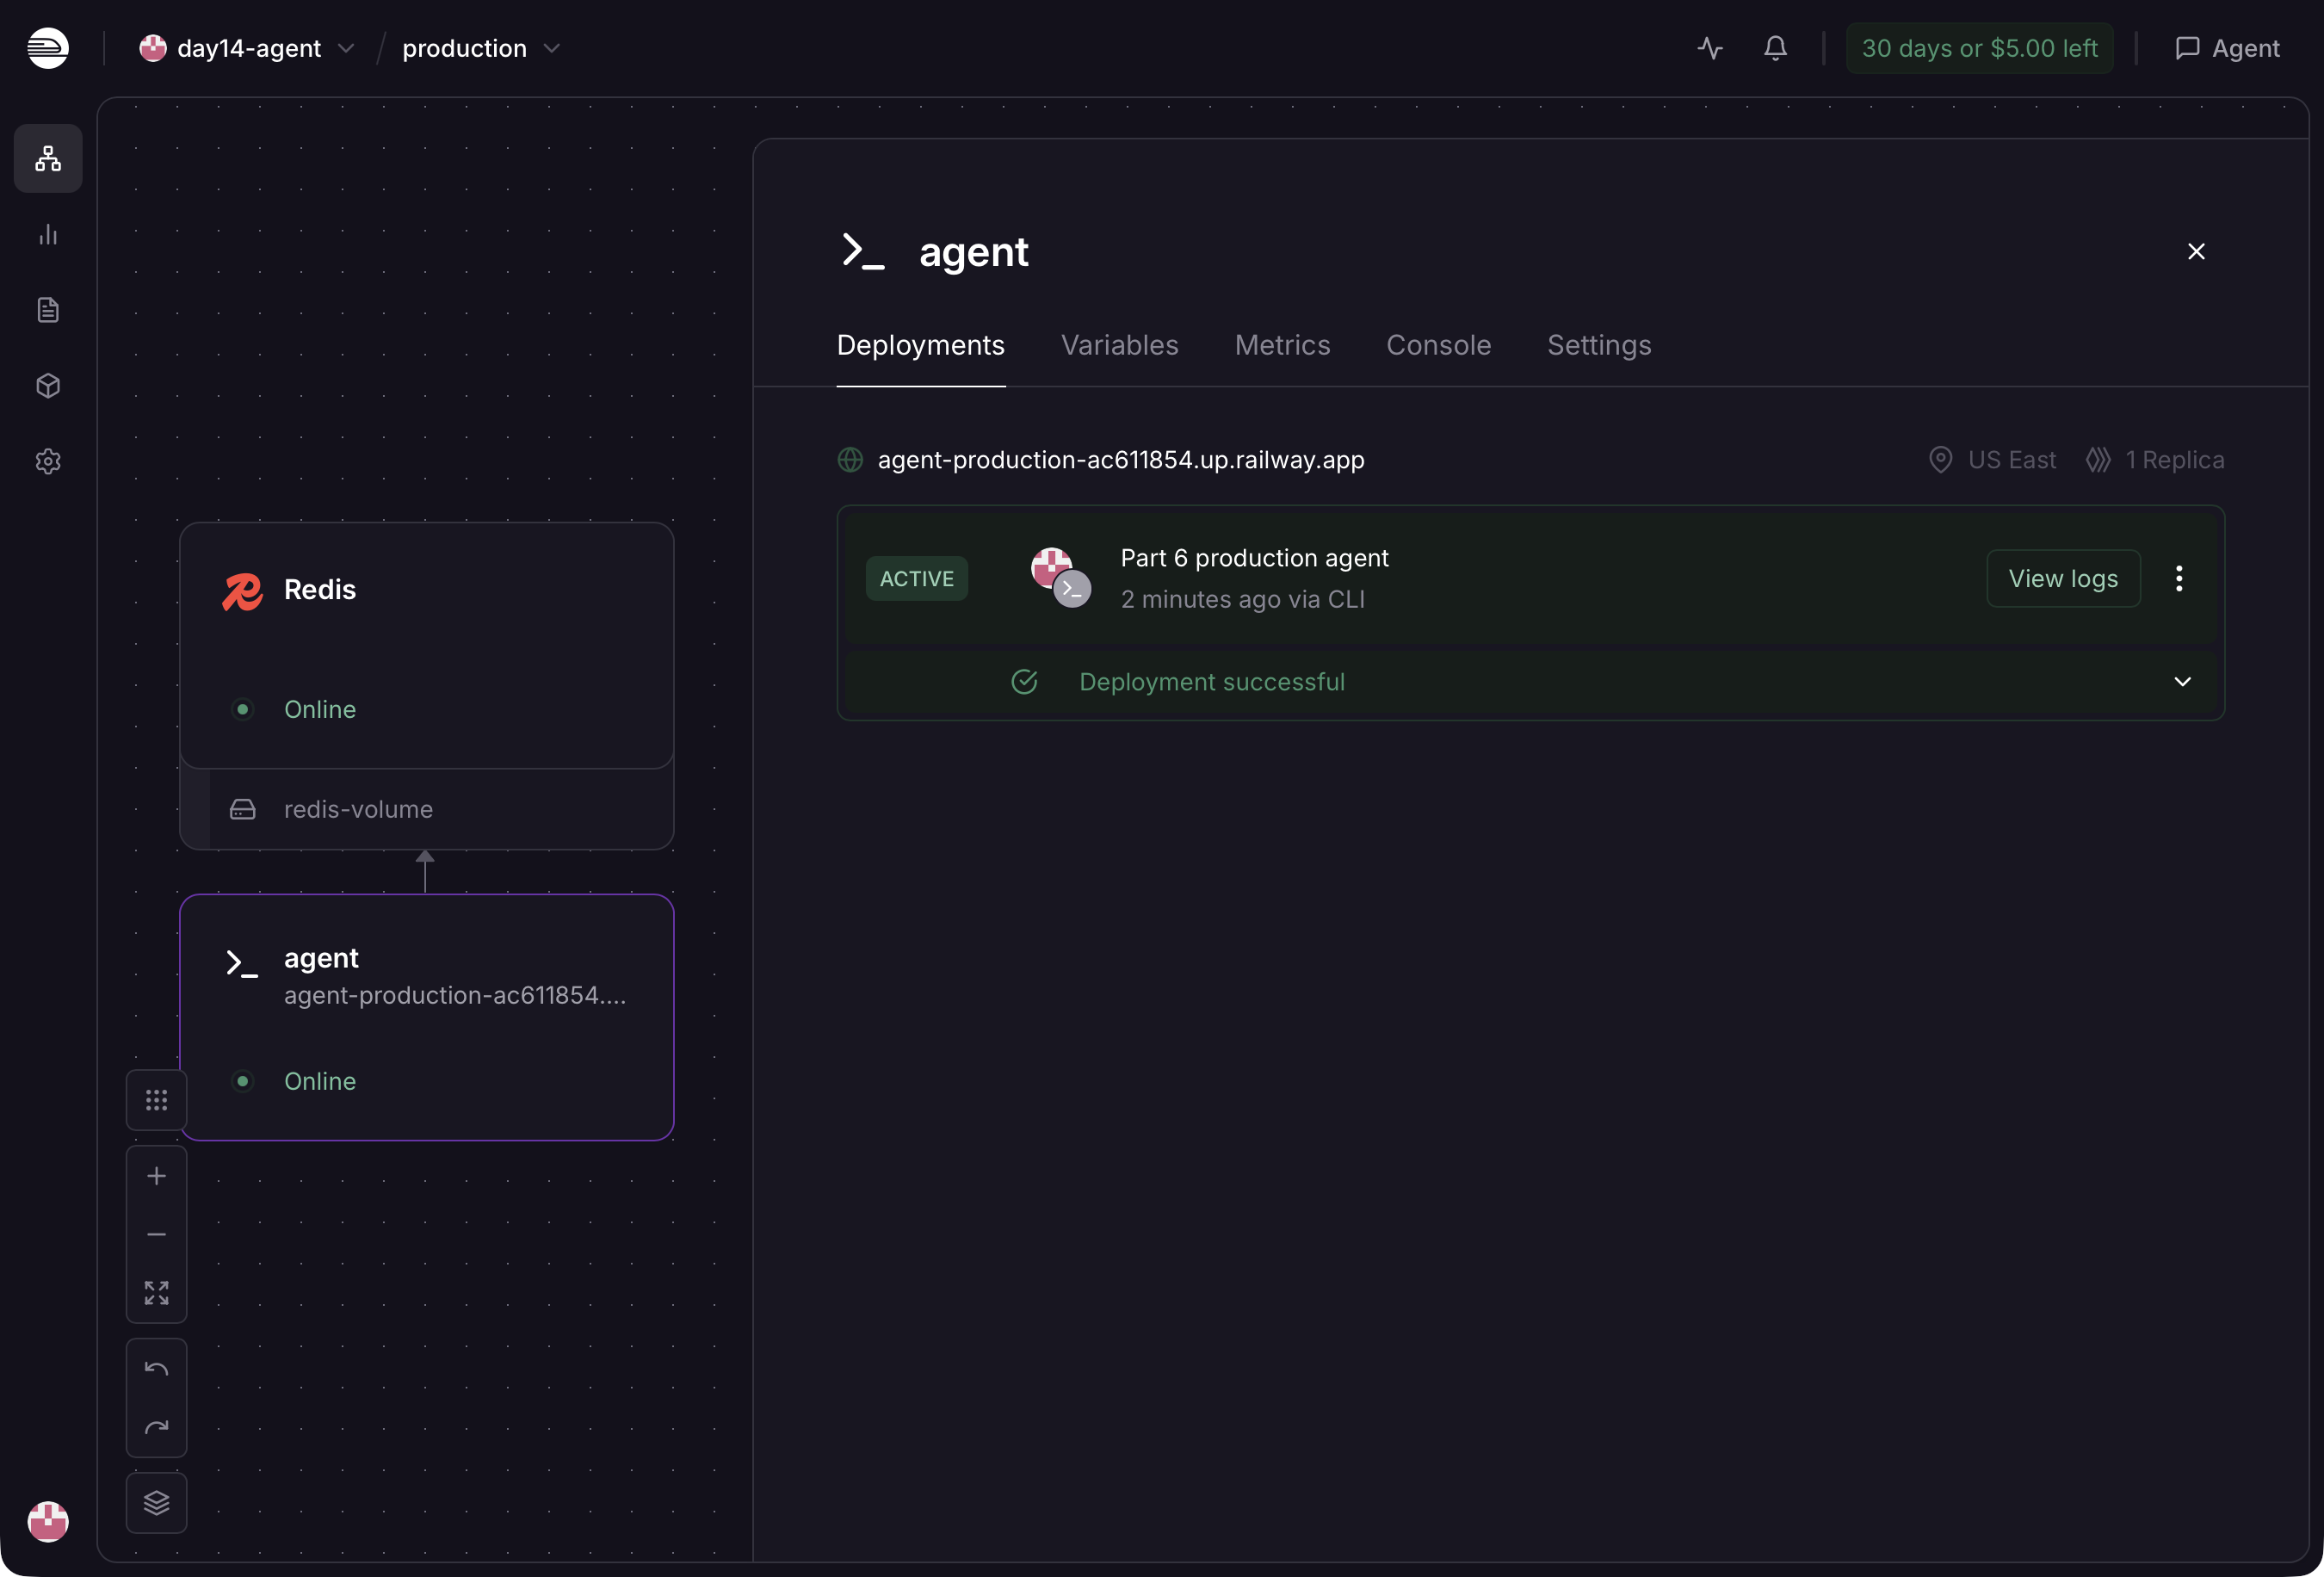 day14-agent
production
30 days or $5.00 left
Agent
agent
Deployments
Variables
Metrics
Console
Settings
agent-production-ac611854.up.railway.app
US East
1 Replica
ACTIVE
Part 6 production agent
2 minutes ago via CLI
View logs
Deployment successful
Redis
Online
redis-volume
agent
agent-production-ac611854....
Online